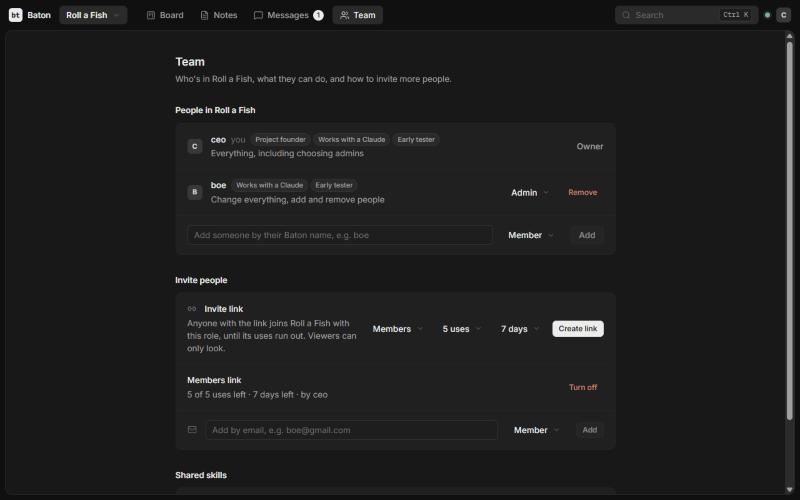 bt Baton Roll a Fish Board Notes Messages 1 Team Search Ctrl K C
Team
Who's in Roll a Fish, what they can do, and how to invite more people.
People in Roll a Fish
C ceo you Project founder Works with a Claude Early tester Owner
Everything, including choosing admins
B boe Works with a Claude Early tester Admin Remove
Change everything, add and remove people
Add someone by their Baton name, e.g. boe Member Add
Invite people
Invite link
Anyone with the link joins Roll a Fish with Members 5 uses 7 days Create link
this role, until its uses run out. Viewers can
only look.
Members link
5 of 5 uses left · 7 days left · by ceo Turn off
Add by email, e.g. boe@gmail.com Member Add
Shared skills